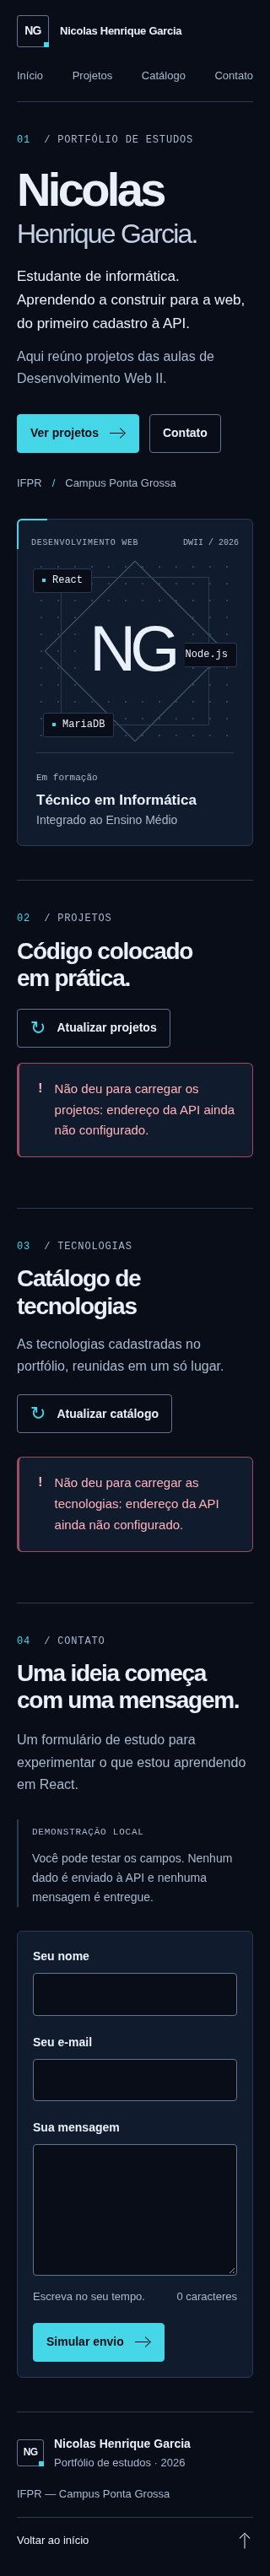 NG Nicolas Henrique Garcia
Início Projetos Catálogo Contato
01 / PORTFÓLIO DE ESTUDOS
Nicolas
Henrique Garcia.
Estudante de informática.
Aprendendo a construir para a web,
do primeiro cadastro à API.
Aqui reúno projetos das aulas de
Desenvolvimento Web II.
Ver projetos → Contato
IFPR / Campus Ponta Grossa
DESENVOLVIMENTO WEB DWII / 2026
React
NG
Node.js
MariaDB
Em formação
Técnico em Informática
Integrado ao Ensino Médio
02 / PROJETOS
Código colocado
em prática.
↻ Atualizar projetos
! Não deu para carregar os
projetos: endereço da API ainda
não configurado.
03 / TECNOLOGIAS
Catálogo de
tecnologias
As tecnologias cadastradas no
portfólio, reunidas em um só lugar.
↻ Atualizar catálogo
! Não deu para carregar as
tecnologias: endereço da API
ainda não configurado.
04 / CONTATO
Uma ideia começa
com uma mensagem.
Um formulário de estudo para
experimentar o que estou aprendendo
em React.
DEMONSTRAÇÃO LOCAL
Você pode testar os campos. Nenhum
dado é enviado à API e nenhuma
mensagem é entregue.
Seu nome
Seu e-mail
Sua mensagem
Escreva no seu tempo. 0 caracteres
Simular envio →
NG Nicolas Henrique Garcia
Portfólio de estudos · 2026
IFPR — Campus Ponta Grossa
Voltar ao início ↑